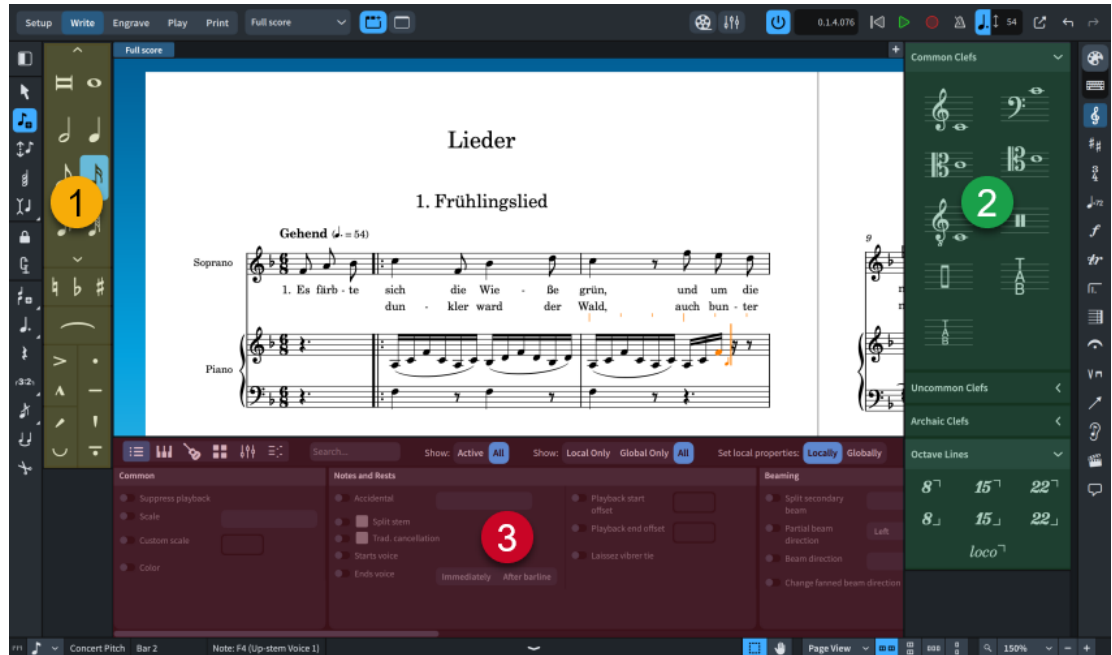 Setup Write Engrave Play Print Full score 0.1.4.076 54
Full score
Common Clefs
Lieder
1. Frühlingslied
Gehend (♩. = 54)
Soprano
1. Es färb - te sich die Wie - ße grün, und um die
dun - kler ward der Wald, auch bun - ter
Piano
9
1
2
3
Uncommon Clefs
Archaic Clefs
Octave Lines
8 15 22
8 15 22
loco
Search... Show: Active All Show: Local Only Global Only All Set local properties: Locally Globally
Common
Suppress playback
Scale
Custom scale
Color
Notes and Rests
Accidental
Split stem
Trad. cancellation
Starts voice
Ends voice Immediately After barline
Playback start offset
Playback end offset
Laissez vibrer tie
Beaming
Split secondary beam
Partial beam direction Left
Beam direction
Change fanned beam direction
Concert Pitch Bar 2 Note: F4 (Up-stem Voice 1) Page View 150%